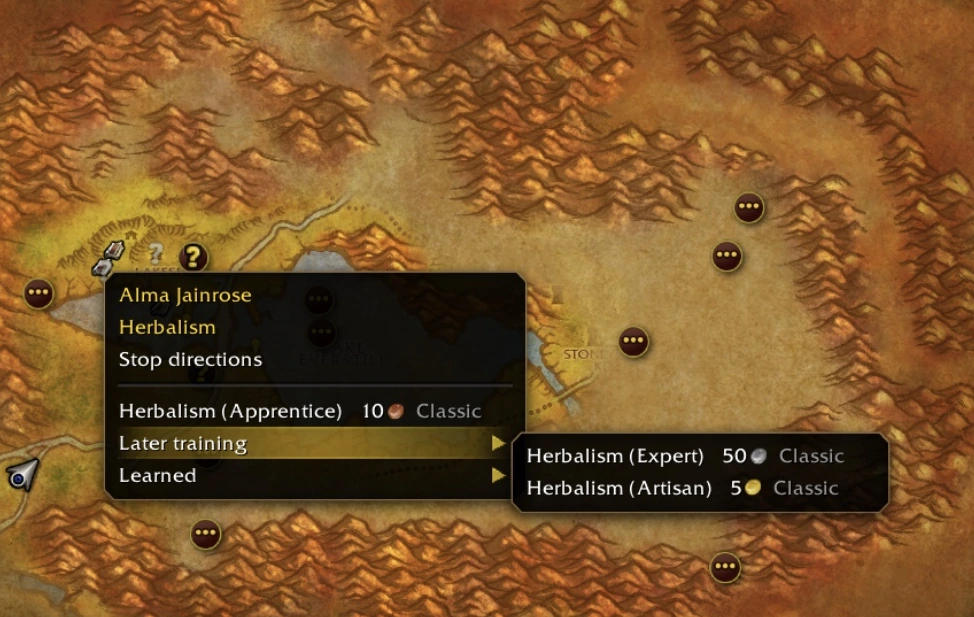 Alma Jainrose
Herbalism
Stop directions
Herbalism (Apprentice) 10 Classic
Later training
Learned
Herbalism (Expert) 50 Classic
Herbalism (Artisan) 5 Classic